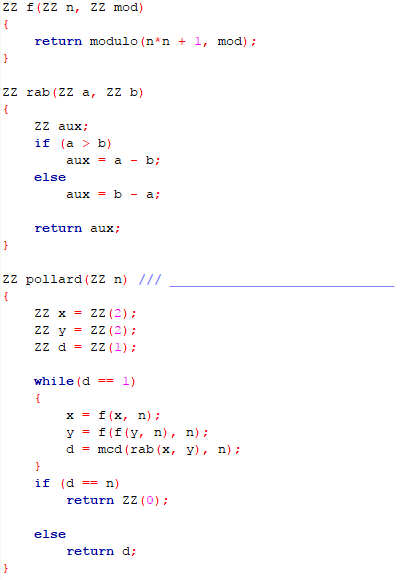 ZZ f(ZZ n, ZZ mod)
{
    return modulo(n*n + 1, mod);
}
ZZ rab(ZZ a, ZZ b)
{
    ZZ aux;
    if (a > b)
        aux = a - b;
    else
        aux = b - a;
    return aux;
}
ZZ pollard(ZZ n) /// ____________________________
{
    ZZ x = ZZ(2);
    ZZ y = ZZ(2);
    ZZ d = ZZ(1);
    while(d == 1)
    {
        x = f(x, n);
        y = f(f(y, n), n);
        d = mcd(rab(x, y), n);
    }
    if (d == n)
        return ZZ(0);
    else
        return d;
}